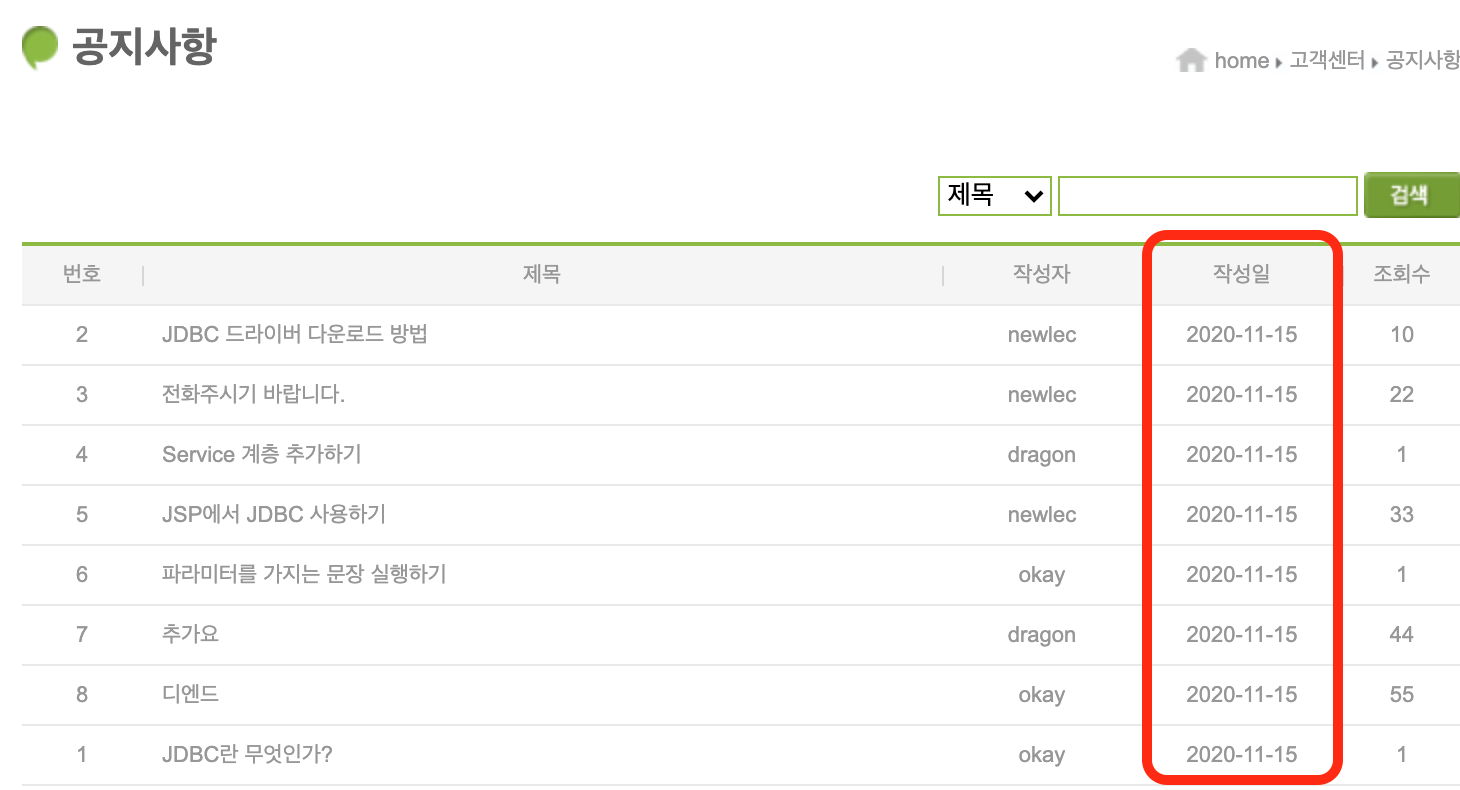 공지사항
home 고객센터 공지사항
제목 검색
번호 제목 작성자 작성일 조회수
2 JDBC 드라이버 다운로드 방법 newlec 2020-11-15 10
3 전화주시기 바랍니다. newlec 2020-11-15 22
4 Service 계층 추가하기 dragon 2020-11-15 1
5 JSP에서 JDBC 사용하기 newlec 2020-11-15 33
6 파라미터를 가지는 문장 실행하기 okay 2020-11-15 1
7 추가요 dragon 2020-11-15 44
8 디엔드 okay 2020-11-15 55
1 JDBC란 무엇인가? okay 2020-11-15 1